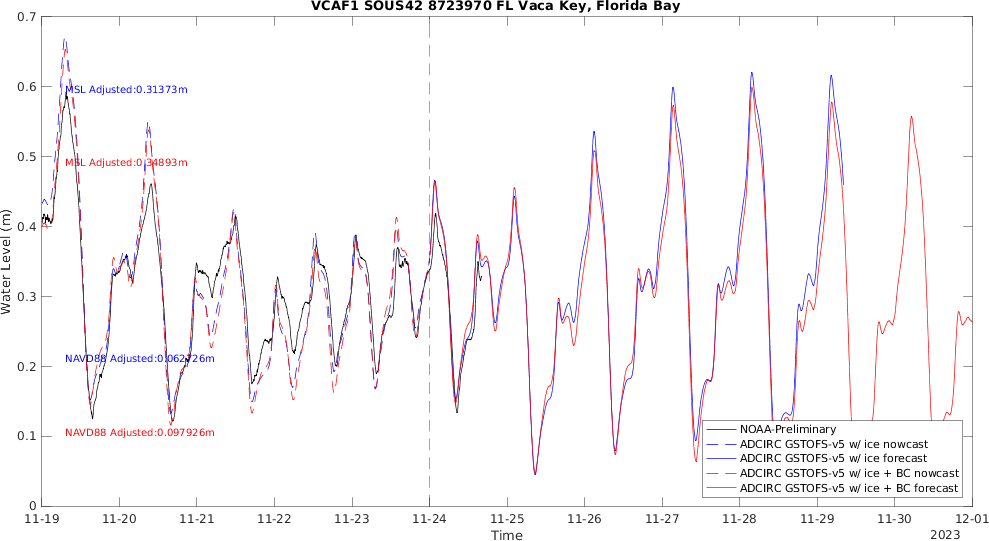 VCAF1 SOUS42 8723970 FL Vaca Key, Florida Bay
Water Level (m)
0.7
0.6
0.5
0.4
0.3
0.2
0.1
0
MSL Adjusted:0.31373m
MSL Adjusted:0.34893m
NAVD88 Adjusted:0.062726m
NAVD88 Adjusted:0.097926m
NOAA-Preliminary
ADCIRC GSTOFS-v5 w/ ice nowcast
ADCIRC GSTOFS-v5 w/ ice forecast
ADCIRC GSTOFS-v5 w/ ice + BC nowcast
ADCIRC GSTOFS-v5 w/ ice + BC forecast
11-19 11-20 11-21 11-22 11-23 11-24 11-25 11-26 11-27 11-28 11-29 11-30 12-01
Time
2023